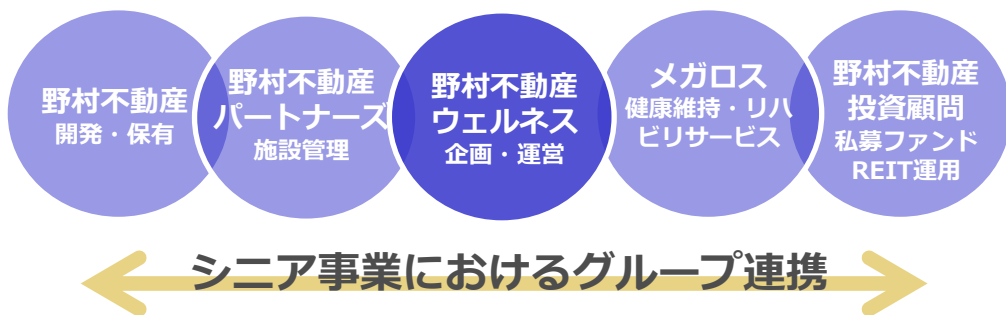 野村不動産
開発・保有
野村不動産
パートナーズ
施設管理
野村不動産
ウェルネス
企画・運営
メガロス
健康維持・リハ
ビリサービス
野村不動産
投資顧問
私募ファンド
REIT運用
シニア事業におけるグループ連携